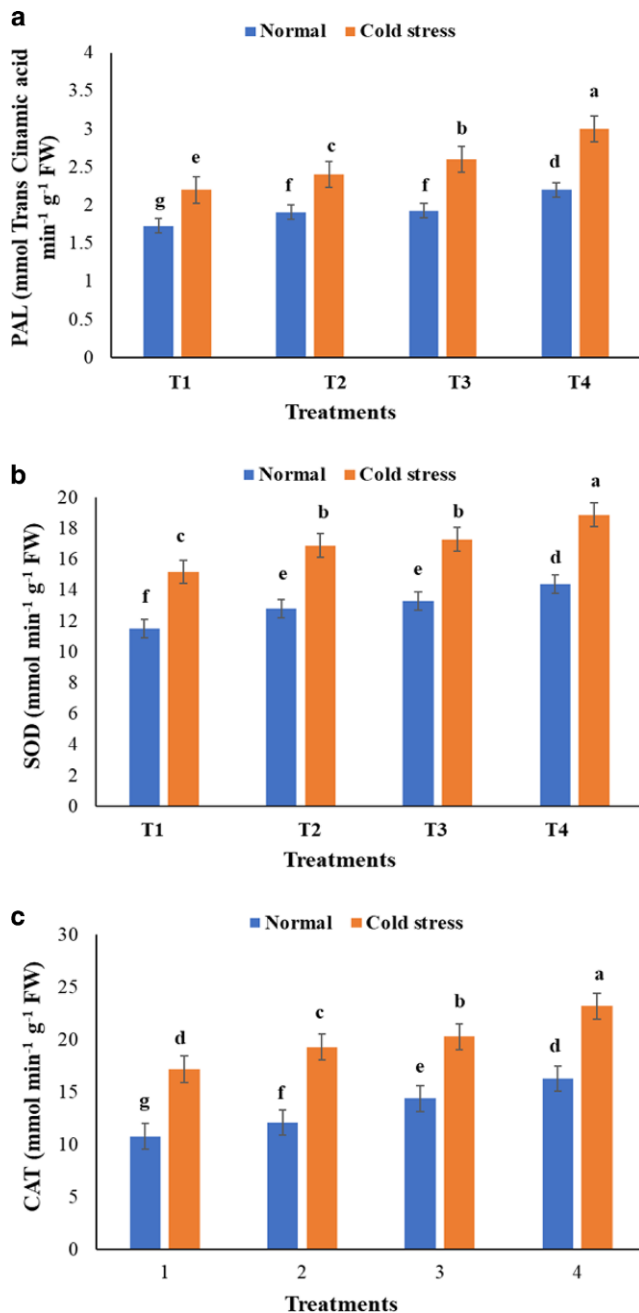 a
Normal Cold stress
PAL (mmol Trans Cinamic acid
min⁻¹ g⁻¹ FW)
4
3.5
3
2.5
2
1.5
1
0.5
0
g e f c f b d a
T1 T2 T3 T4
Treatments
b
Normal Cold stress
SOD (mmol min⁻¹ g⁻¹ FW)
20
18
16
14
12
10
8
6
4
2
0
f c e b e b d a
T1 T2 T3 T4
Treatments
c
Normal Cold stress
CAT (mmol min⁻¹ g⁻¹ FW)
30
25
20
15
10
5
0
g d f c e b d a
1 2 3 4
Treatments